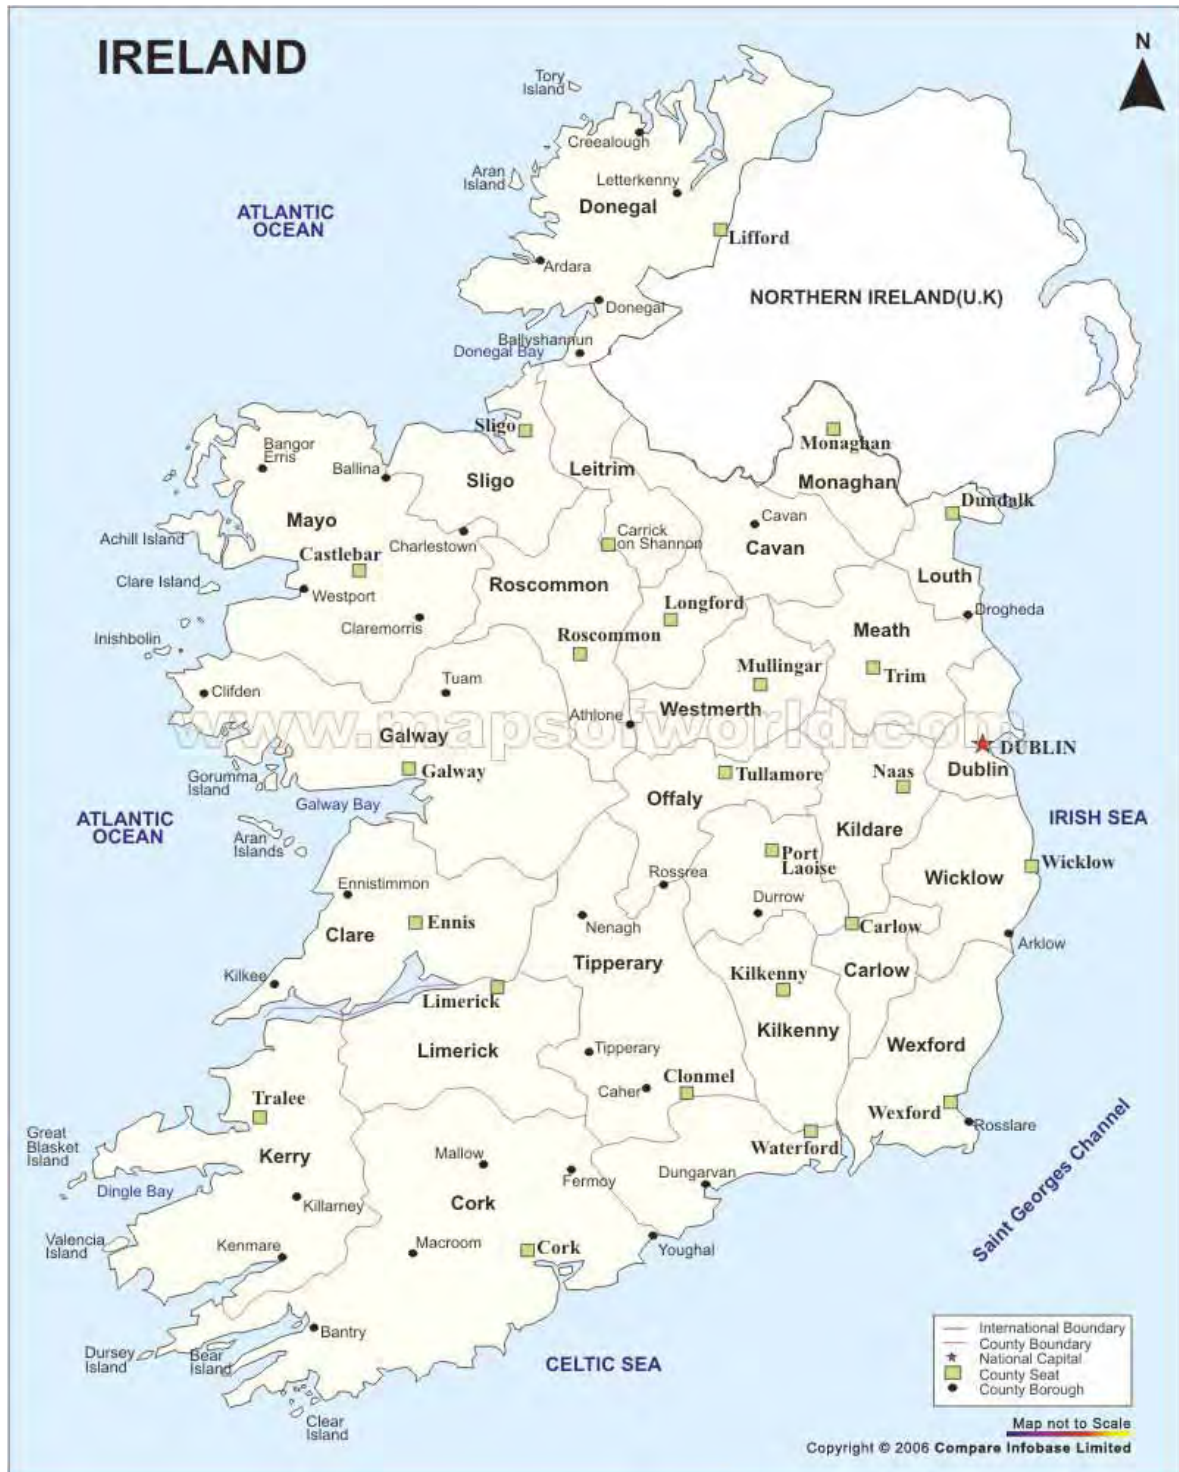 IRELAND
N
Tory
Island
Creealough
Aran
Island
Letterkenny
Donegal
ATLANTIC
OCEAN
Lifford
Ardara
NORTHERN IRELAND(U.K)
Donegal
Ballyshannun
Donegal Bay
Sligo
Monaghan
Bangor
Erris
Ballina
Leitrim
Sligo
Monaghan
Dundalk
Mayo
Cavan
Achill Island
Charlestown
Carrick
on Shannon
Cavan
Castlebar
Louth
Clare Island
Roscommon
Westport
Longford
Drogheda
Claremorris
Meath
Inishbolin
Roscommon
Mullingar
Trim
Tuam
Clifden
Westmerth
Athlone
www.mapsofworld.com
Galway
DUBLIN
Galway
Tullamore
Naas
Dublin
Gorumma
Island
Offaly
Galway Bay
ATLANTIC
OCEAN
IRISH SEA
Kildare
Aran
Islands
Port
Laoise
Wicklow
Rossrea
Wicklow
Ennistimmon
Durrow
Ennis
Nenagh
Carlow
Clare
Arklow
Tipperary
Carlow
Kilkee
Kilkenny
Limerick
Kilkenny
Limerick
Tipperary
Wexford
Caher
Clonmel
Tralee
Wexford
Rosslare
Great
Blasket
Island
Waterford
Kerry
Mallow
Fermoy
Dungarvan
Dingle Bay
Killarney
Cork
Saint Georges Channel
Valencia
Island
Kenmare
Macroom
Cork
Youghal
Bantry
Dursey
Island
Bear
Island
CELTIC SEA
Clear
Island
International Boundary
County Boundary
National Capital
County Seat
County Borough
Map not to Scale
Copyright © 2006 Compare Infobase Limited